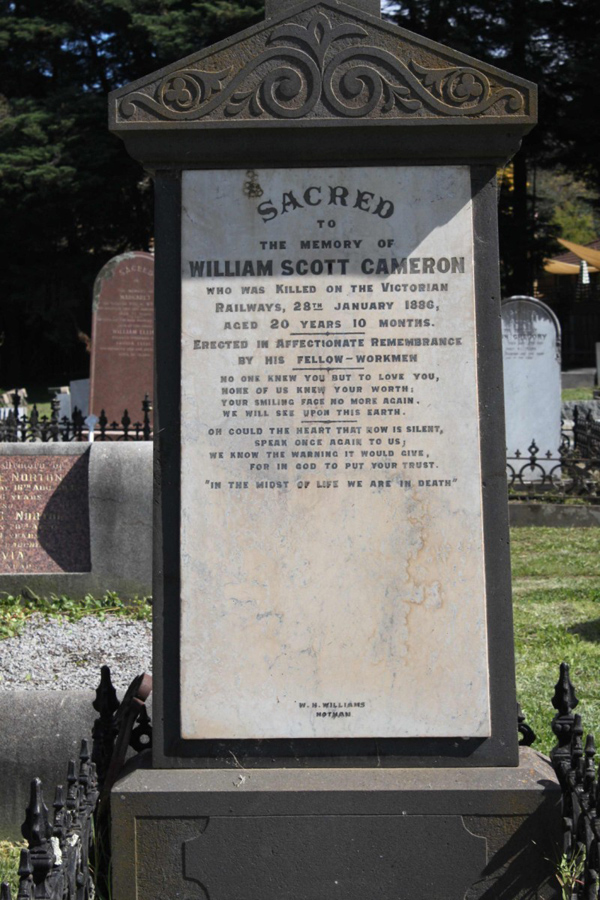 SACRED
TO
THE MEMORY OF
WILLIAM SCOTT CAMERON
WHO WAS KILLED ON THE VICTORIAN
RAILWAYS, 28TH JANUARY 1886,
AGED 20 YEARS 10 MONTHS.
ERECTED IN AFFECTIONATE REMEMBRANCE
BY HIS FELLOW-WORKMEN
NO ONE KNEW YOU BUT TO LOVE YOU,
NONE OF US KNEW YOUR WORTH;
YOUR SMILING FACE NO MORE AGAIN.
WE WILL SEE UPON THIS EARTH.
OH COULD THE HEART THAT NOW IS SILENT,
SPEAK ONCE AGAIN TO US;
WE KNOW THE WARNING IT WOULD GIVE,
FOR IN GOD TO PUT YOUR TRUST.
"IN THE MIDST OF LIFE WE ARE IN DEATH"
W. H. WILLIAMS
HOTHAM
NORTON